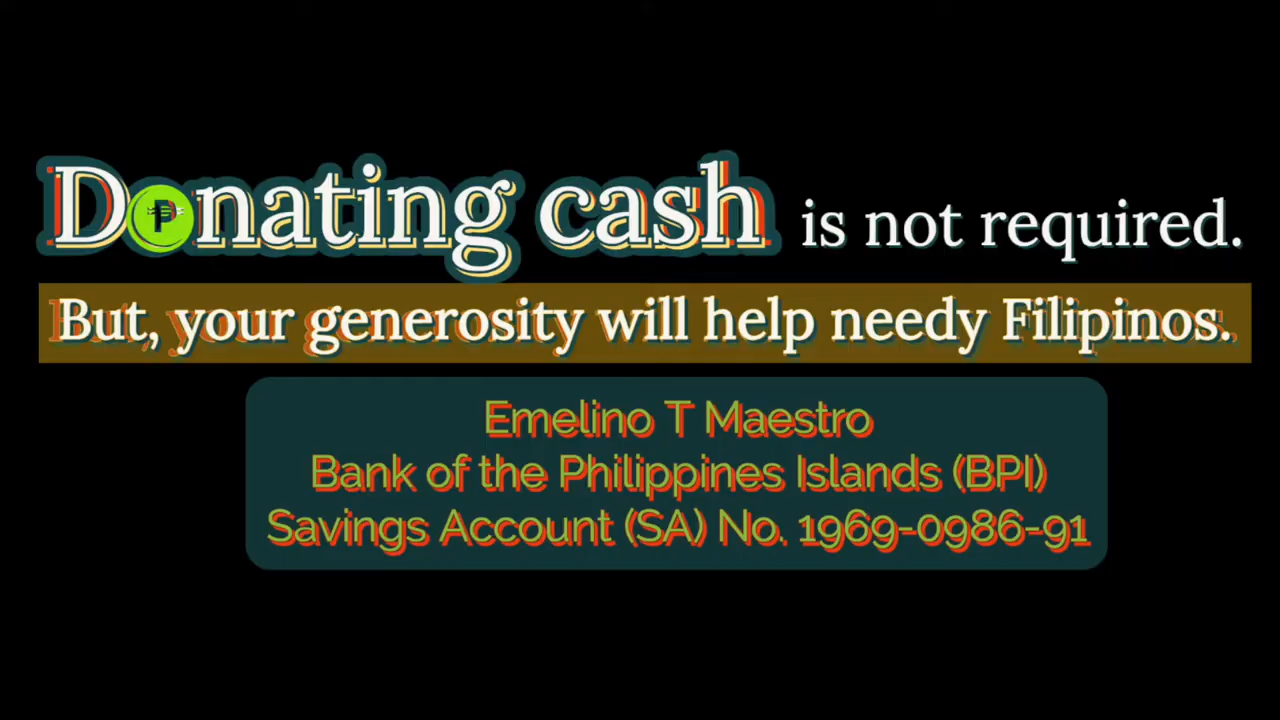 Donating cash is not required.
But, your generosity will help needy Filipinos.
Emelino T Maestro
Bank of the Philippines Islands (BPI)
Savings Account (SA) No. 1969-0986-91